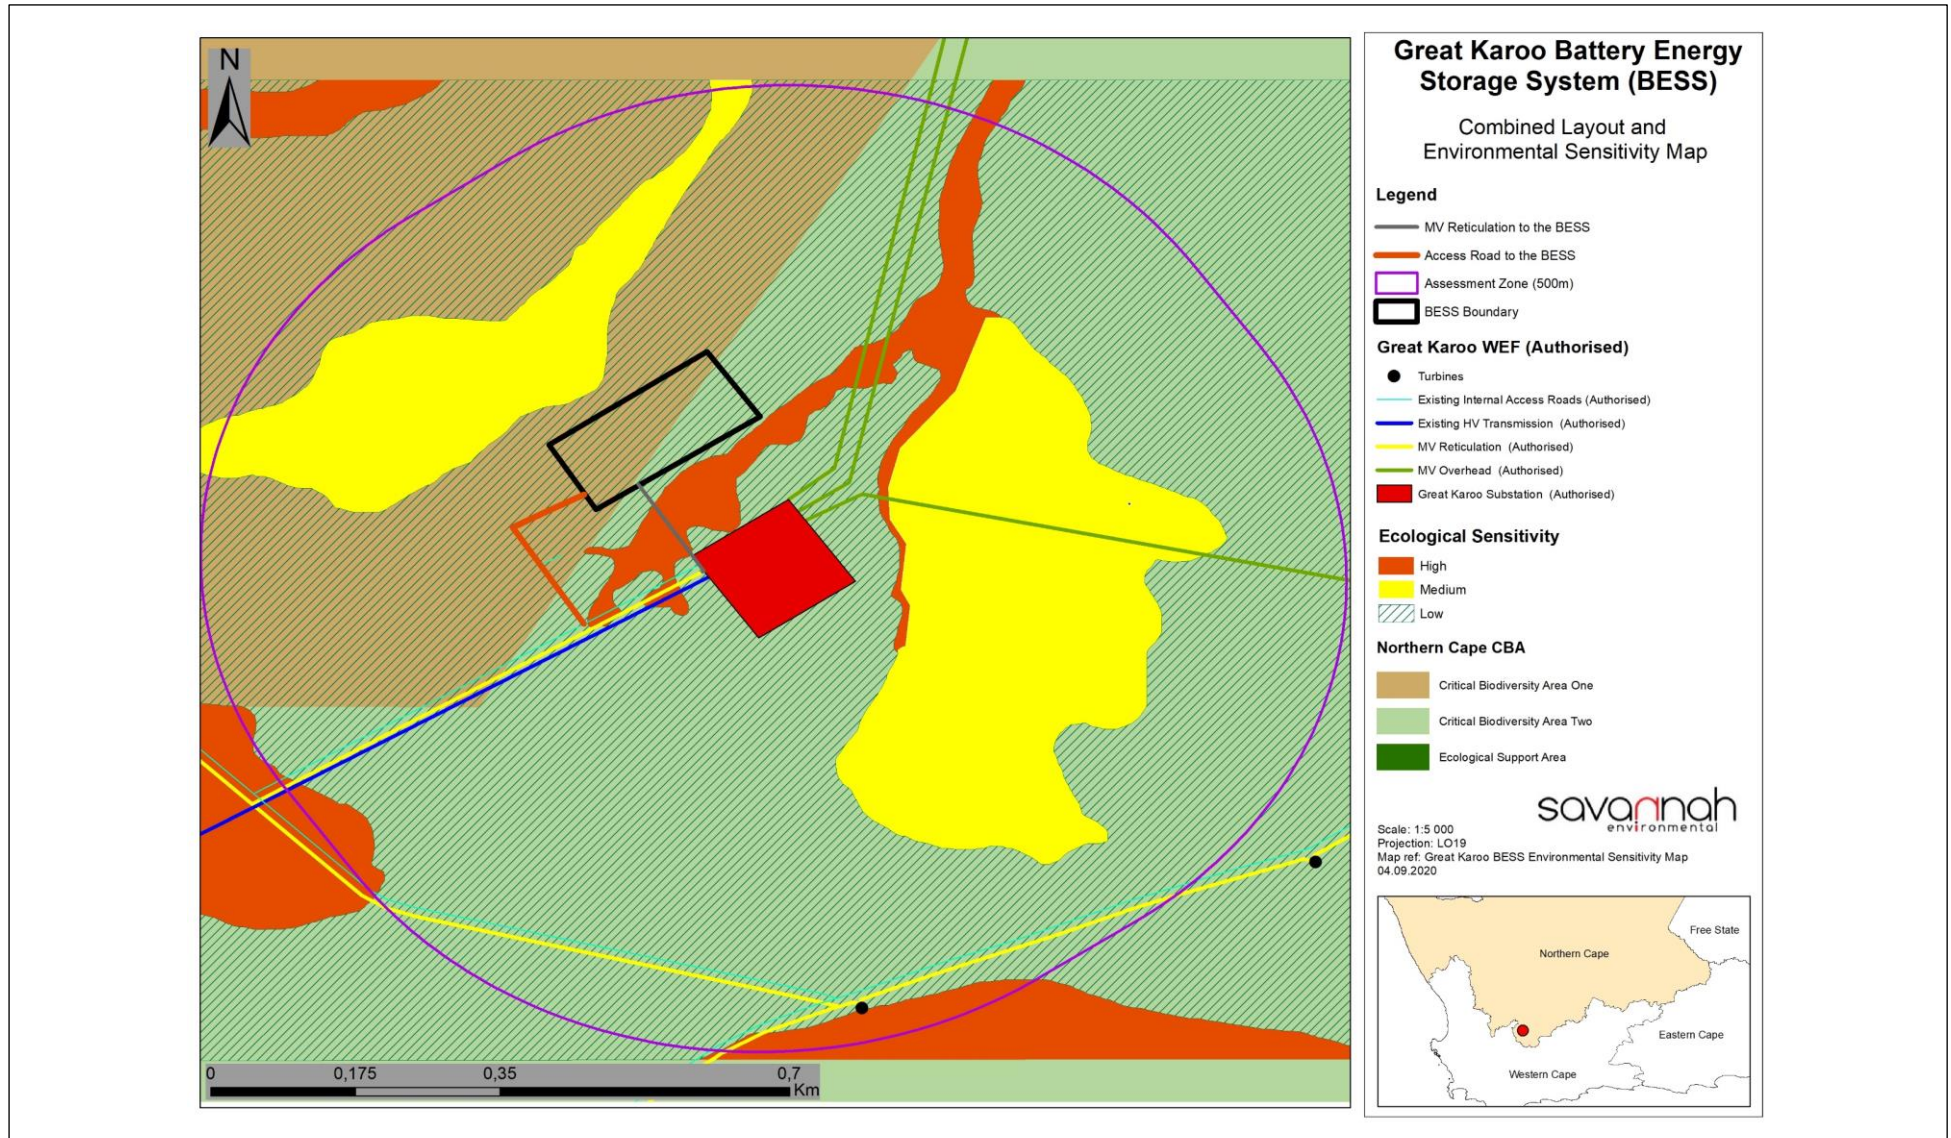 N
0
0,175
0,35
0,7
Km
Great Karoo Battery Energy
Storage System (BESS)
Combined Layout and
Environmental Sensitivity Map
Legend
MV Reticulation to the BESS
Access Road to the BESS
Assessment Zone (500m)
BESS Boundary
Great Karoo WEF (Authorised)
Turbines
Existing Internal Access Roads (Authorised)
Existing HV Transmission (Authorised)
MV Reticulation (Authorised)
MV Overhead (Authorised)
Great Karoo Substation (Authorised)
Ecological Sensitivity
High
Medium
Low
Northern Cape CBA
Critical Biodiversity Area One
Critical Biodiversity Area Two
Ecological Support Area
savannah
environmental
Scale: 1:5 000
Projection: LO19
Map ref: Great Karoo BESS Environmental Sensitivity Map
04.09.2020
Free State
Northern Cape
Eastern Cape
Western Cape